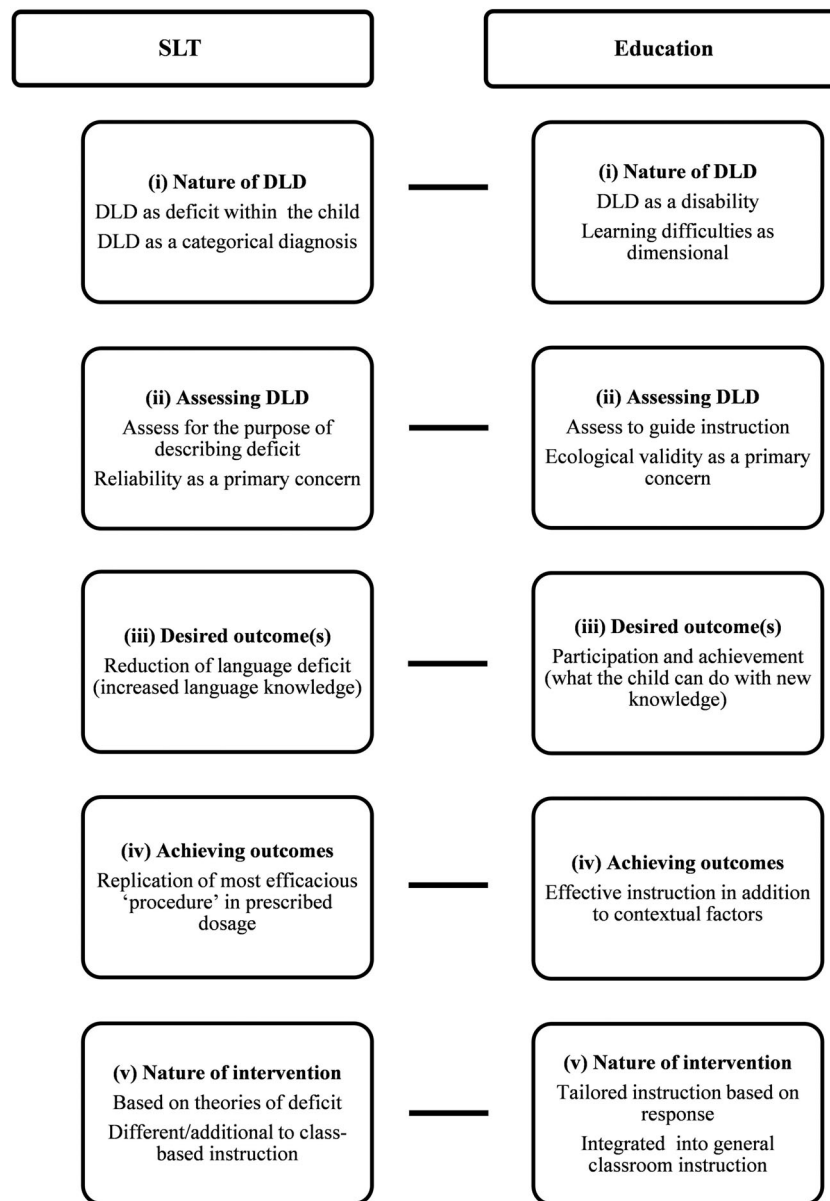 SLT
Education
(i) Nature of DLD
DLD as deficit within the child
DLD as a categorical diagnosis
(i) Nature of DLD
DLD as a disability
Learning difficulties as
dimensional
(ii) Assessing DLD
Assess for the purpose of
describing deficit
Reliability as a primary concern
(ii) Assessing DLD
Assess to guide instruction
Ecological validity as a primary
concern
(iii) Desired outcome(s)
Reduction of language deficit
(increased language knowledge)
(iii) Desired outcome(s)
Participation and achievement
(what the child can do with new
knowledge)
(iv) Achieving outcomes
Replication of most efficacious
‘procedure’ in prescribed
dosage
(iv) Achieving outcomes
Effective instruction in addition
to contextual factors
(v) Nature of intervention
Based on theories of deficit
Different/additional to class-
based instruction
(v) Nature of intervention
Tailored instruction based on
response
Integrated into general
classroom instruction